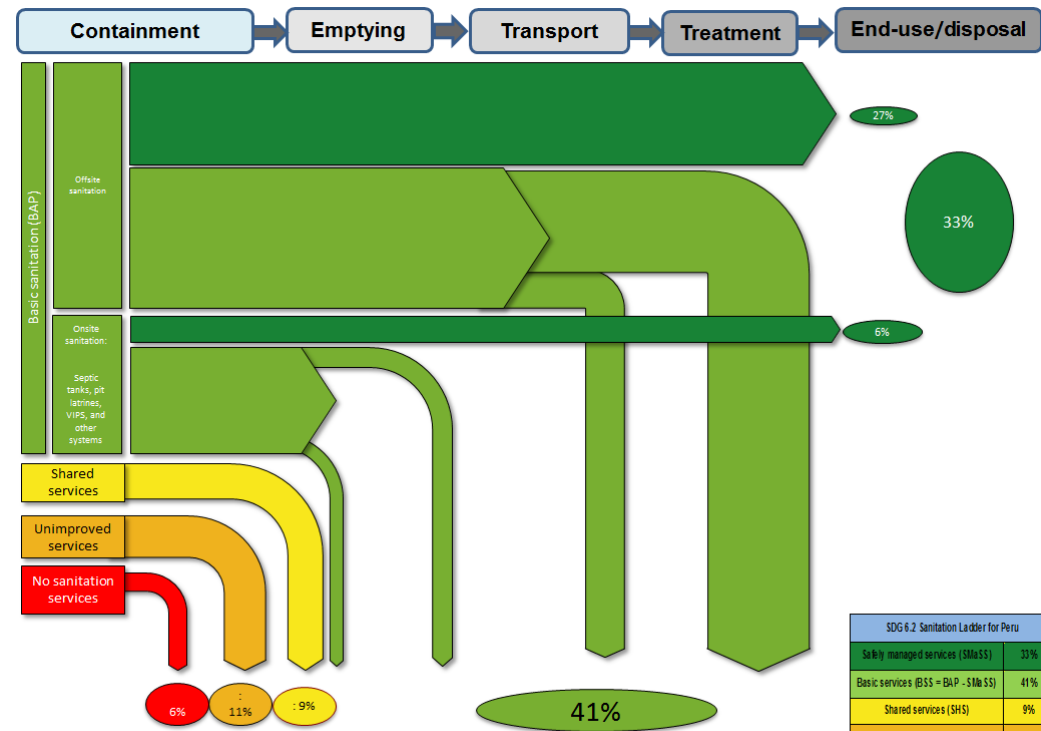 Containment
Emptying
Transport
Treatment
End-use/disposal
Basic sanitation (BAP)
Offsite
sanitation
27%
33%
Onsite
sanitation:
Septic
tanks, pit
latrines,
VIPS, and
other
systems
6%
Shared
services
Unimproved
services
No sanitation
services
6%
:
11%
: 9%
41%
SDG 6.2 Sanitation Ladder for Peru
Safely managed services (SMaSS) 33%
Basic services (BSS = BAP - SMaSS) 41%
Shared services (SHS) 9%